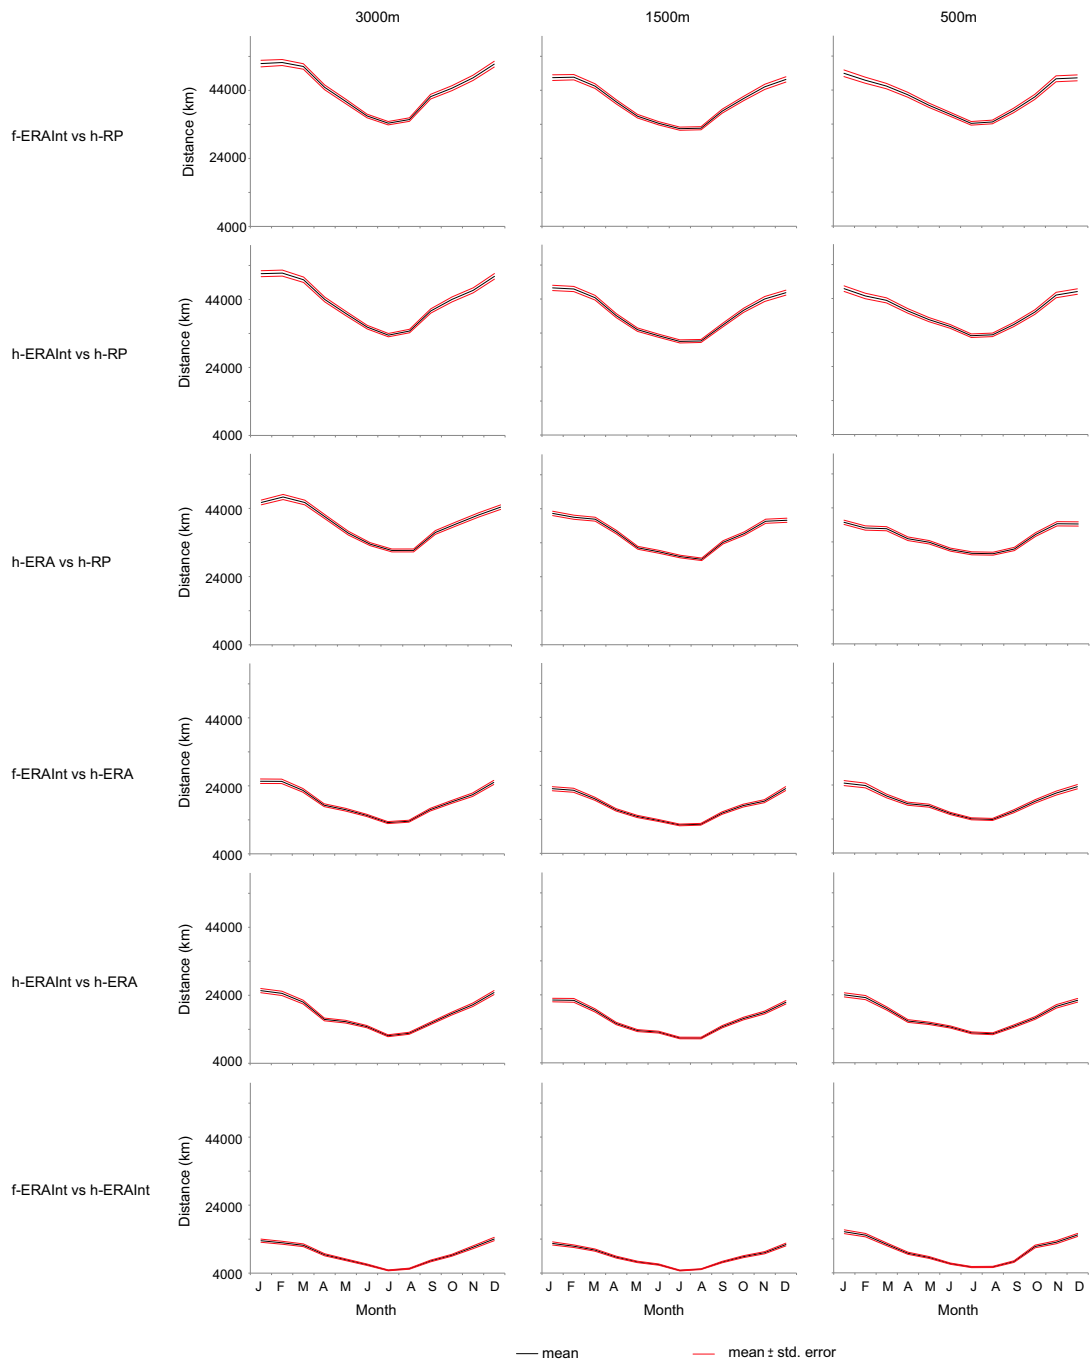 3000m 1500m 500m
f-ERAInt vs h-RP
Distance (km)
44000
24000
4000
h-ERAInt vs h-RP
Distance (km)
44000
24000
4000
h-ERA vs h-RP
Distance (km)
44000
24000
4000
f-ERAInt vs h-ERA
Distance (km)
44000
24000
4000
h-ERAInt vs h-ERA
Distance (km)
44000
24000
4000
f-ERAInt vs h-ERAInt
Distance (km)
44000
24000
4000
J F M A M J J A S O N D J F M A M J J A S O N D J F M A M J J A S O N D
Month Month Month
mean mean ± std. error